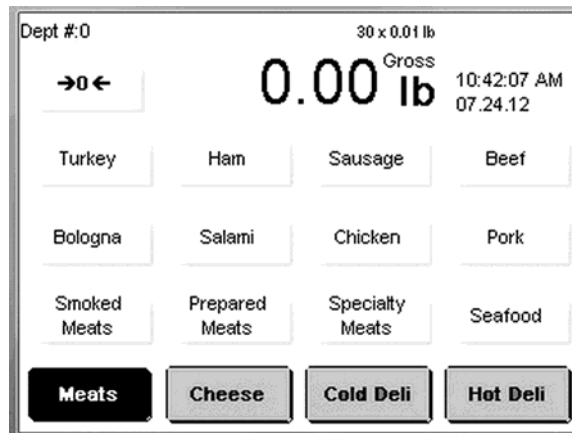 Dept #:0
30 x 0.01 lb
→0←
0.00 Gross lb
10:42:07 AM
07.24.12
Turkey
Ham
Sausage
Beef
Bologna
Salami
Chicken
Pork
Smoked
Meats
Prepared
Meats
Specialty
Meats
Seafood
Meats
Cheese
Cold Deli
Hot Deli